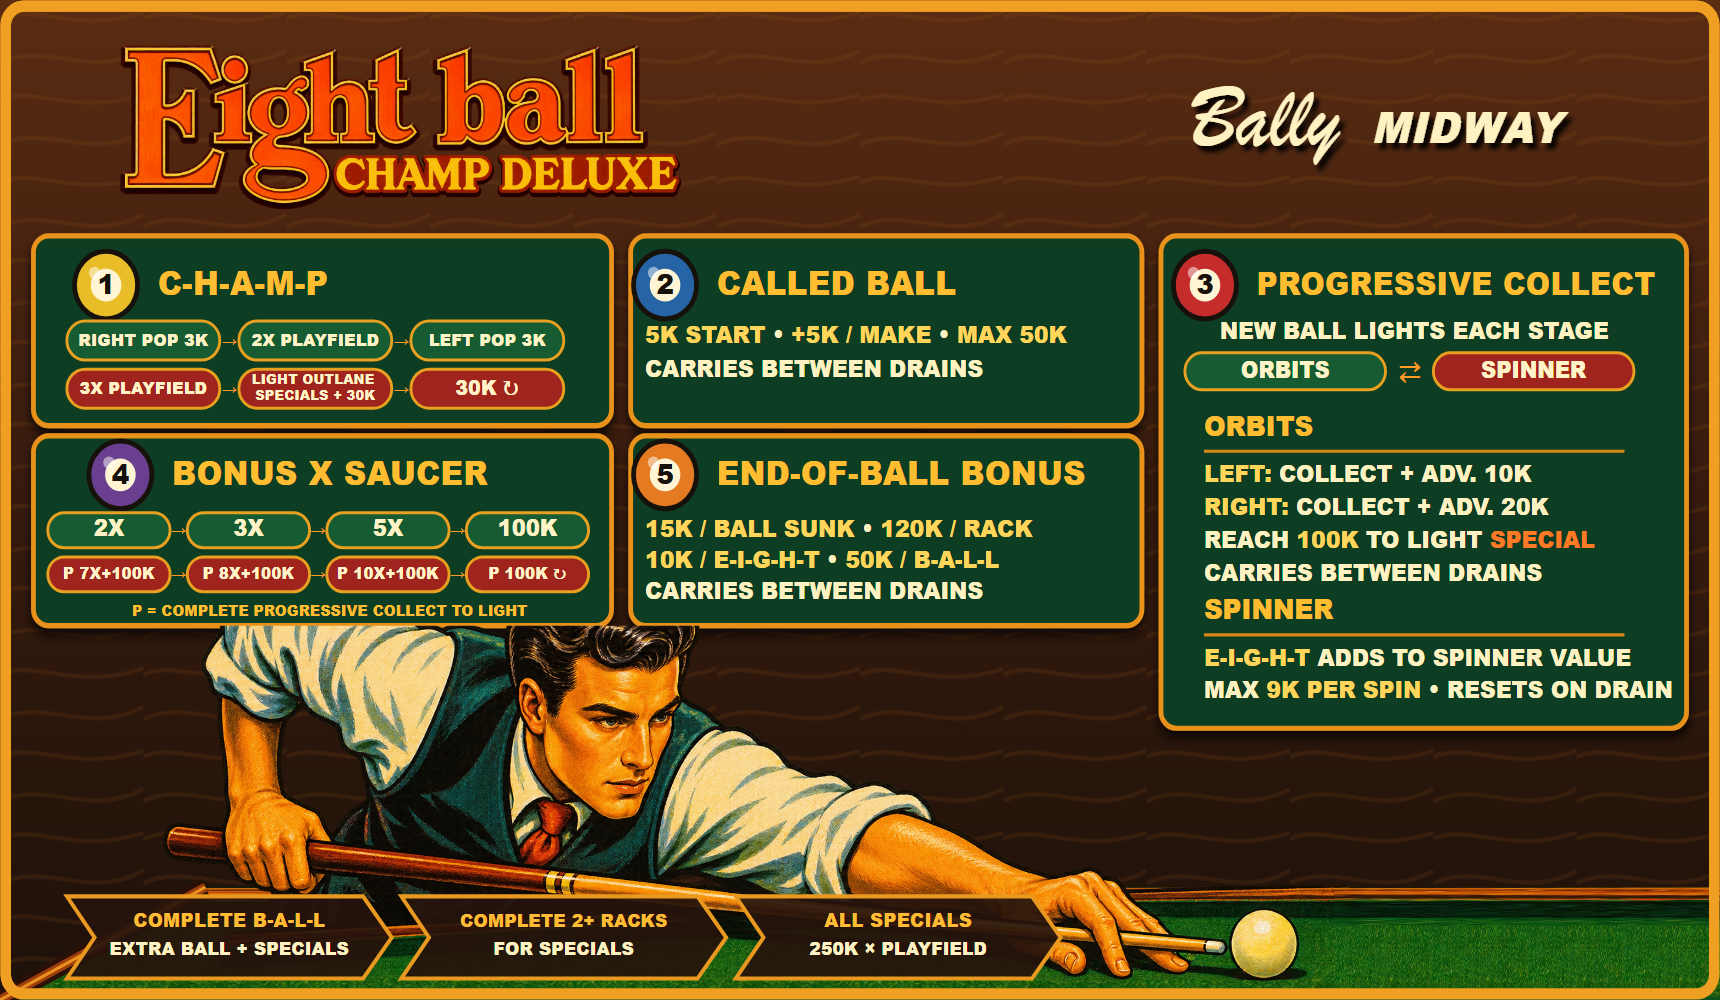 Eight ball
CHAMP DELUXE
Bally MIDWAY
1 C-H-A-M-P
RIGHT POP 3K → 2X PLAYFIELD → LEFT POP 3K
3X PLAYFIELD → LIGHT OUTLANE SPECIALS + 30K → 30K ↻
2 CALLED BALL
5K START • +5K / MAKE • MAX 50K
CARRIES BETWEEN DRAINS
3 PROGRESSIVE COLLECT
NEW BALL LIGHTS EACH STAGE
ORBITS ⇄ SPINNER
ORBITS
LEFT: COLLECT + ADV. 10K
RIGHT: COLLECT + ADV. 20K
REACH 100K TO LIGHT SPECIAL
CARRIES BETWEEN DRAINS
SPINNER
E-I-G-H-T ADDS TO SPINNER VALUE
MAX 9K PER SPIN • RESETS ON DRAIN
4 BONUS X SAUCER
2X → 3X → 5X → 100K
P 7X+100K → P 8X+100K → P 10X+100K → P 100K ↻
P = COMPLETE PROGRESSIVE COLLECT TO LIGHT
5 END-OF-BALL BONUS
15K / BALL SUNK • 120K / RACK
10K / E-I-G-H-T • 50K / B-A-L-L
CARRIES BETWEEN DRAINS
COMPLETE B-A-L-L
EXTRA BALL + SPECIALS
COMPLETE 2+ RACKS
FOR SPECIALS
ALL SPECIALS
250K × PLAYFIELD